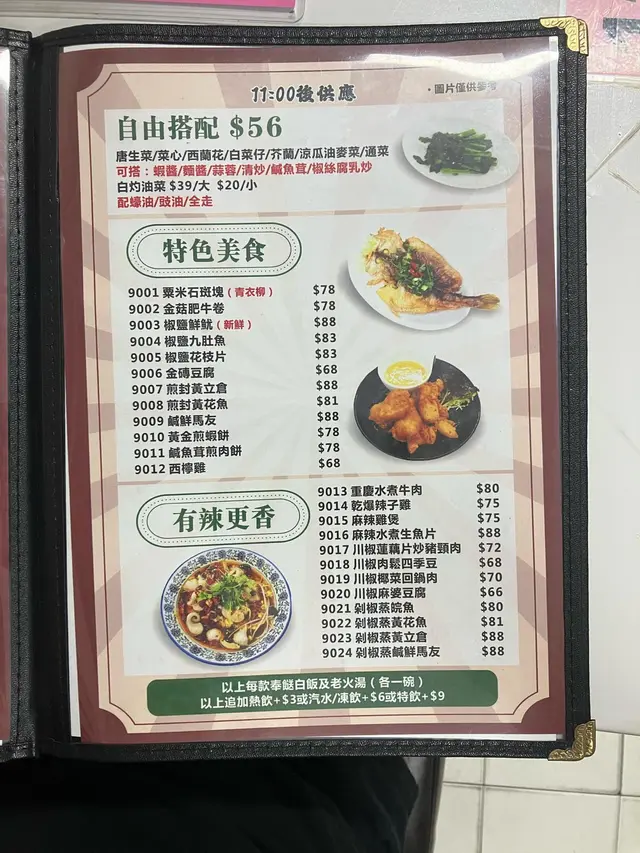 11:00後供應
·圖片僅供參考
自由搭配 $56
唐生菜/菜心/西蘭花/白菜仔/芥蘭/涼瓜油麥菜/通菜
可搭：蝦醬/麵醬/蒜蓉/清炒/鹹魚茸/椒絲腐乳炒
白灼油菜 $39/大 $20/小
配蠔油/豉油/全走
特色美食
9001 粟米石斑塊（青衣柳） $78
9002 金菇肥牛卷 $78
9003 椒鹽鮮魷（新鮮） $88
9004 椒鹽九肚魚 $83
9005 椒鹽花枝片 $83
9006 金磚豆腐 $68
9007 煎封黃立倉 $88
9008 煎封黃花魚 $81
9009 鹹鮮馬友 $88
9010 黃金煎蝦餅 $78
9011 鹹魚茸煎肉餅 $78
9012 西檸雞 $68
有辣更香
9013 重慶水煮牛肉 $80
9014 乾爆辣子雞 $75
9015 麻辣雞煲 $75
9016 麻辣水煮生魚片 $88
9017 川椒蓮藕片炒豬頸肉 $72
9018 川椒肉鬆四季豆 $68
9019 川椒椰菜回鍋肉 $70
9020 川椒麻婆豆腐 $66
9021 剁椒蒸皖魚 $80
9022 剁椒蒸黃花魚 $81
9023 剁椒蒸黃立倉 $88
9024 剁椒蒸鹹鮮馬友 $88
以上每款奉餸白飯及老火湯（各一碗）
以上追加熱飲+$3或汽水/凍飲+$6或特飲+$9